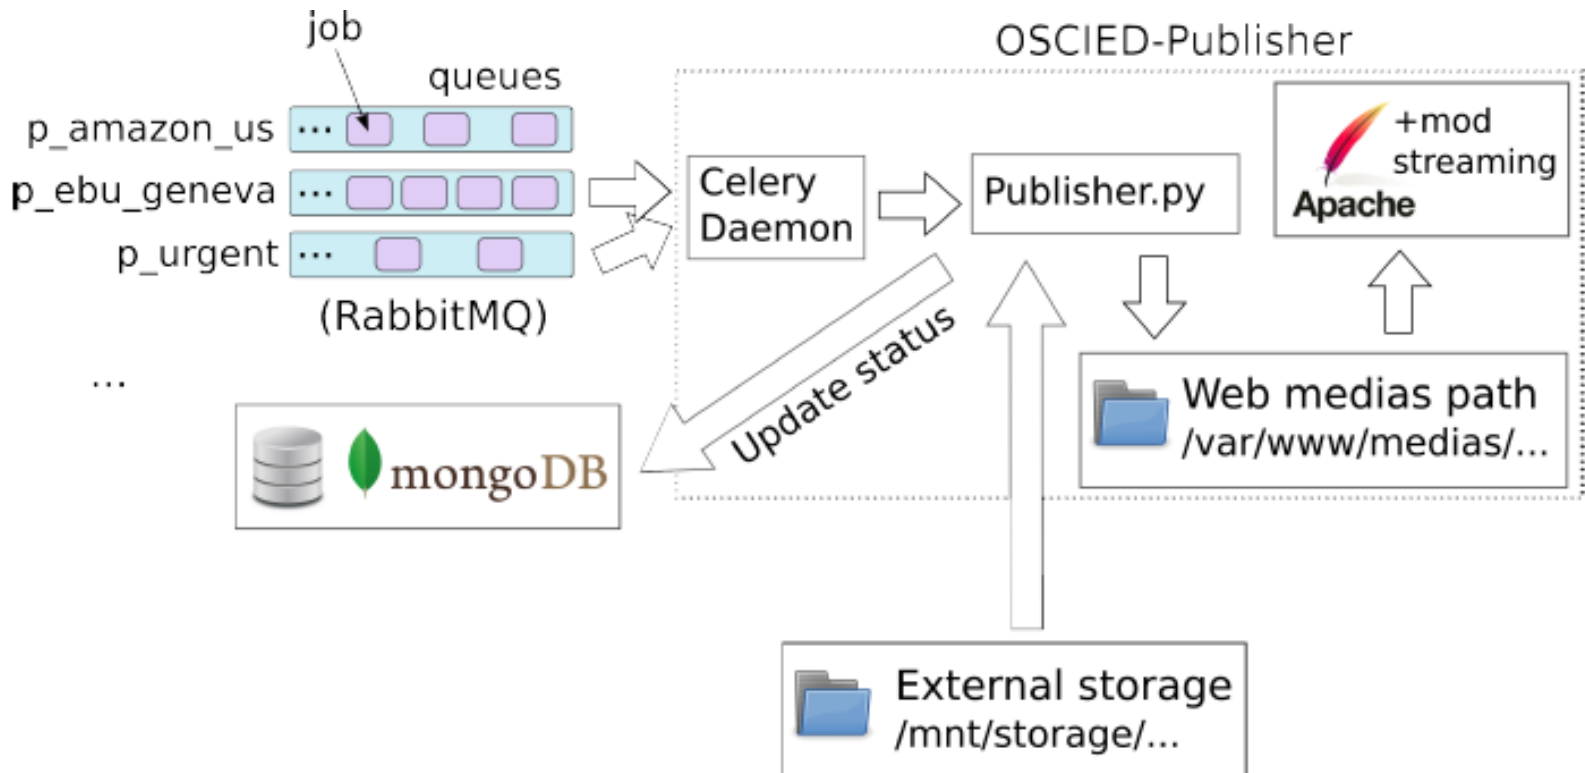 job
OSCIED-Publisher
queues
p_amazon_us
...
+mod
streaming
Apache
p_ebu_geneva
...
Celery
Daemon
Publisher.py
p_urgent
...
(RabbitMQ)
Update status
...
Web medias path
/var/www/medias/...
mongoDB
External storage
/mnt/storage/...